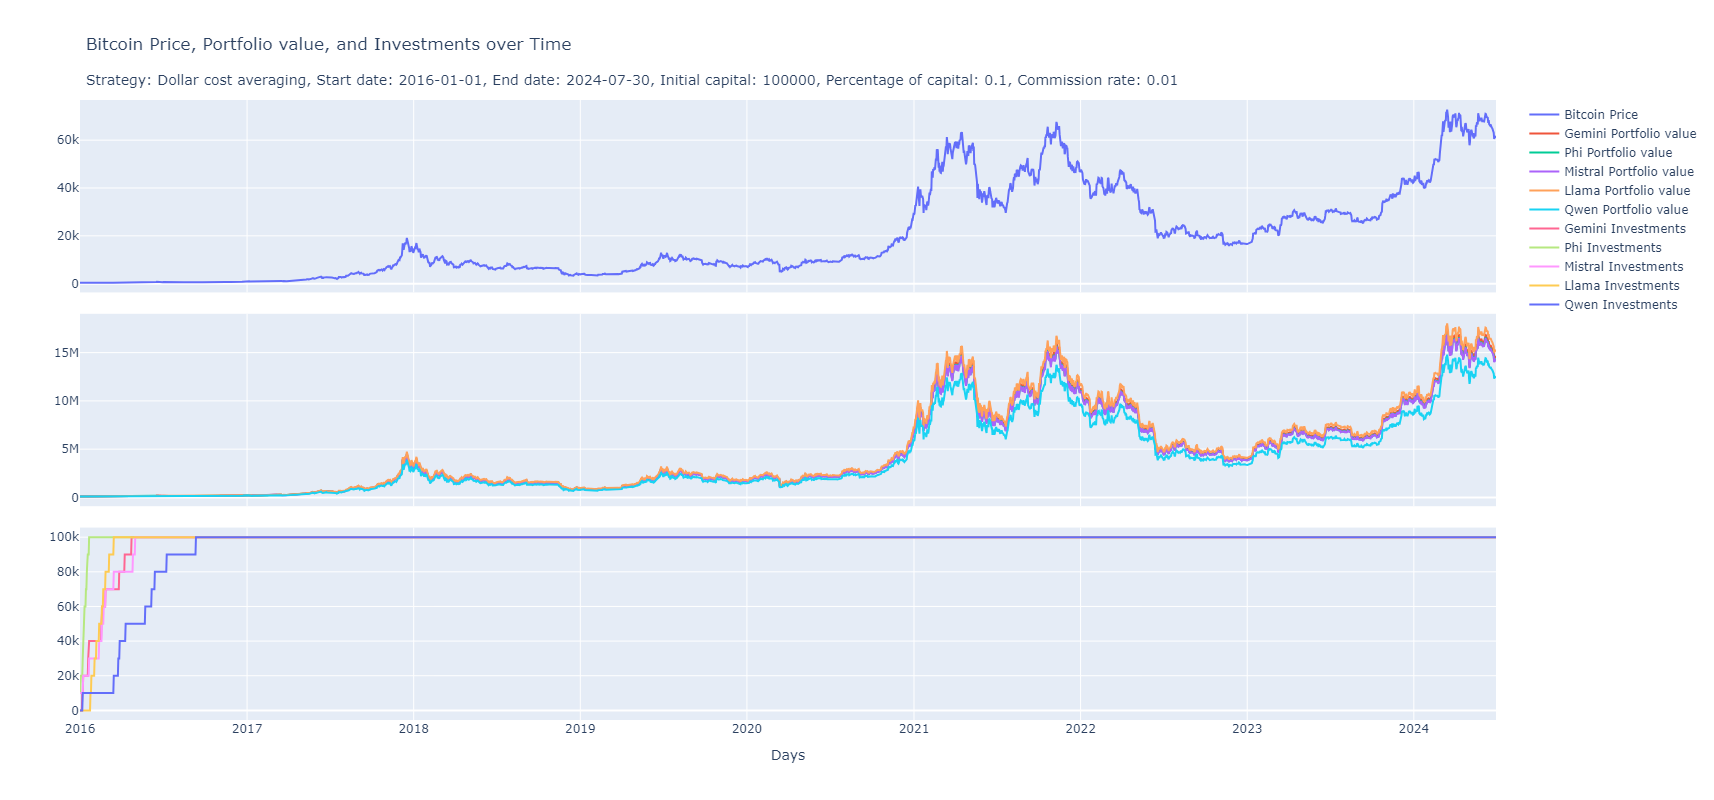 Bitcoin Price, Portfolio value, and Investments over Time
Strategy: Dollar cost averaging, Start date: 2016-01-01, End date: 2024-07-30, Initial capital: 100000, Percentage of capital: 0.1, Commission rate: 0.01
60k
40k
20k
0
Bitcoin Price
Gemini Portfolio value
Phi Portfolio value
Mistral Portfolio value
Llama Portfolio value
Qwen Portfolio value
Gemini Investments
Phi Investments
Mistral Investments
Llama Investments
Qwen Investments
15M
10M
5M
0
100k
80k
60k
40k
20k
0
2016 2017 2018 2019 2020 2021 2022 2023 2024
Days